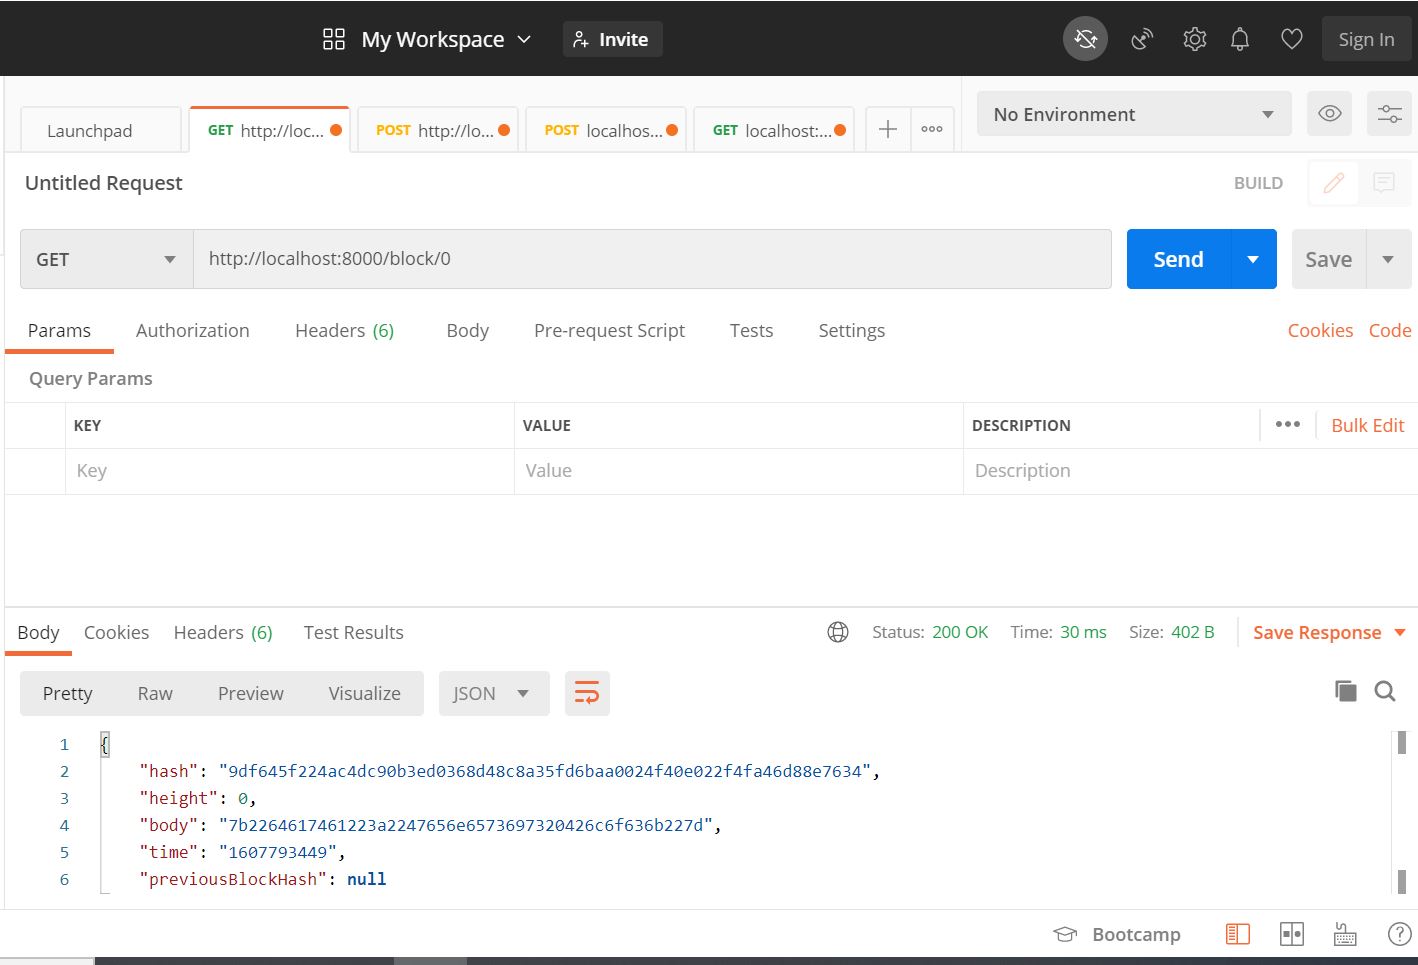 My Workspace Invite Sign In
Launchpad GET http://loc... POST http://lo... POST localhos... GET localhost:... No Environment
Untitled Request BUILD
GET http://localhost:8000/block/0 Send Save
Params Authorization Headers (6) Body Pre-request Script Tests Settings Cookies Code
Query Params
KEY VALUE DESCRIPTION Bulk Edit
Key Value Description
Body Cookies Headers (6) Test Results Status: 200 OK Time: 30 ms Size: 402 B Save Response
Pretty Raw Preview Visualize JSON
1 {
2 "hash": "9df645f224ac4dc90b3ed0368d48c8a35fd6baa0024f40e022f4fa46d88e7634",
3 "height": 0,
4 "body": "7b2264617461223a2247656e6573697320426c6f636b227d",
5 "time": "1607793449",
6 "previousBlockHash": null
Bootcamp